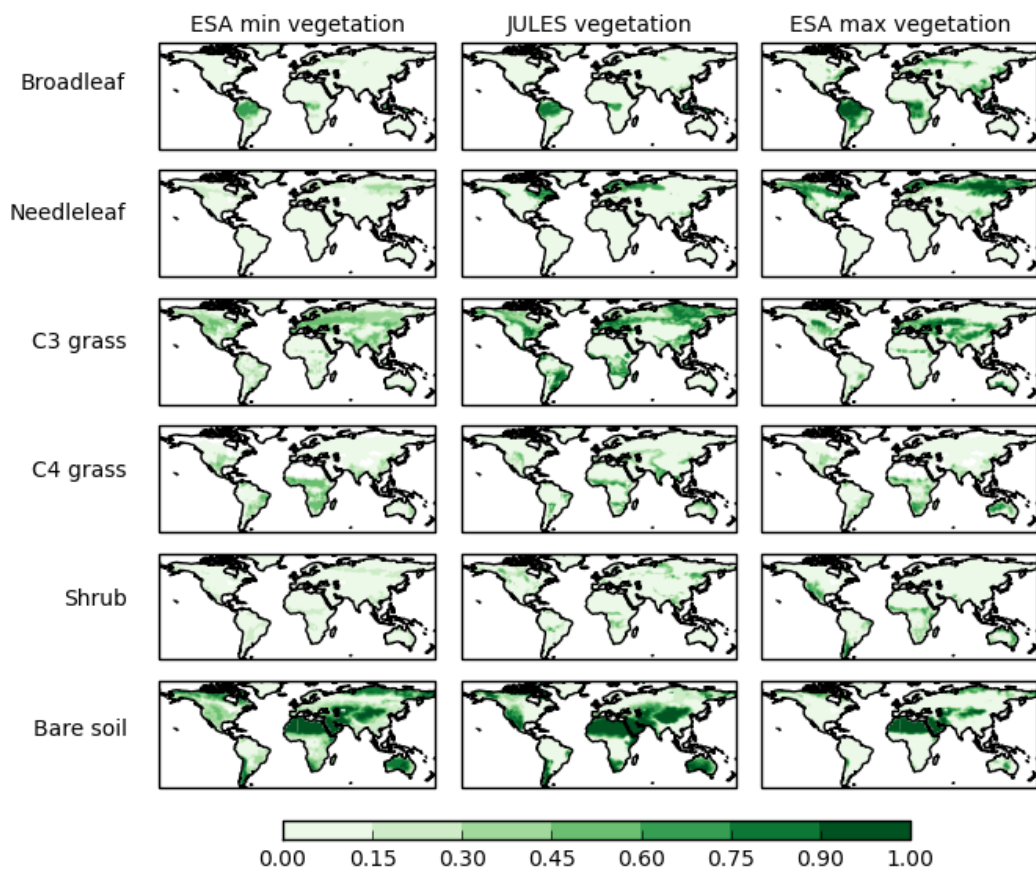 ESA min vegetation JULES vegetation ESA max vegetation
Broadleaf
Needleleaf
C3 grass
C4 grass
Shrub
Bare soil
0.00 0.15 0.30 0.45 0.60 0.75 0.90 1.00